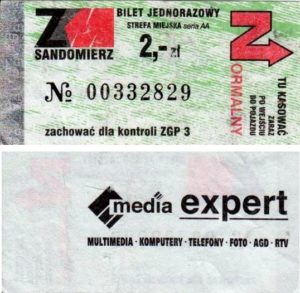 BILET JEDNORAZOWY
STREFA MIEJSKA seria AA
SANDOMIERZ
2,- zł
№ 00332829
zachować dla kontroli ZGP 3
NORMALNY
TU KASOWAĆ
ZARAZ
PO WEJŚCIU
DO POJAZDU
media expert
MULTIMEDIA · KOMPUTERY · TELEFONY · FOTO · AGD · RTV